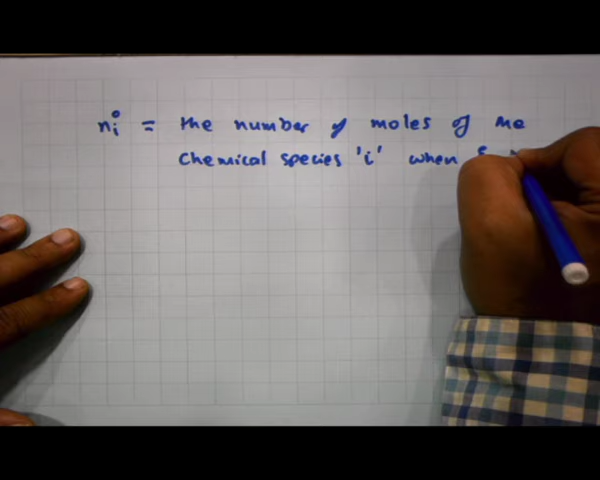 nᵢ° = the number of moles of the
chemical species 'i' when